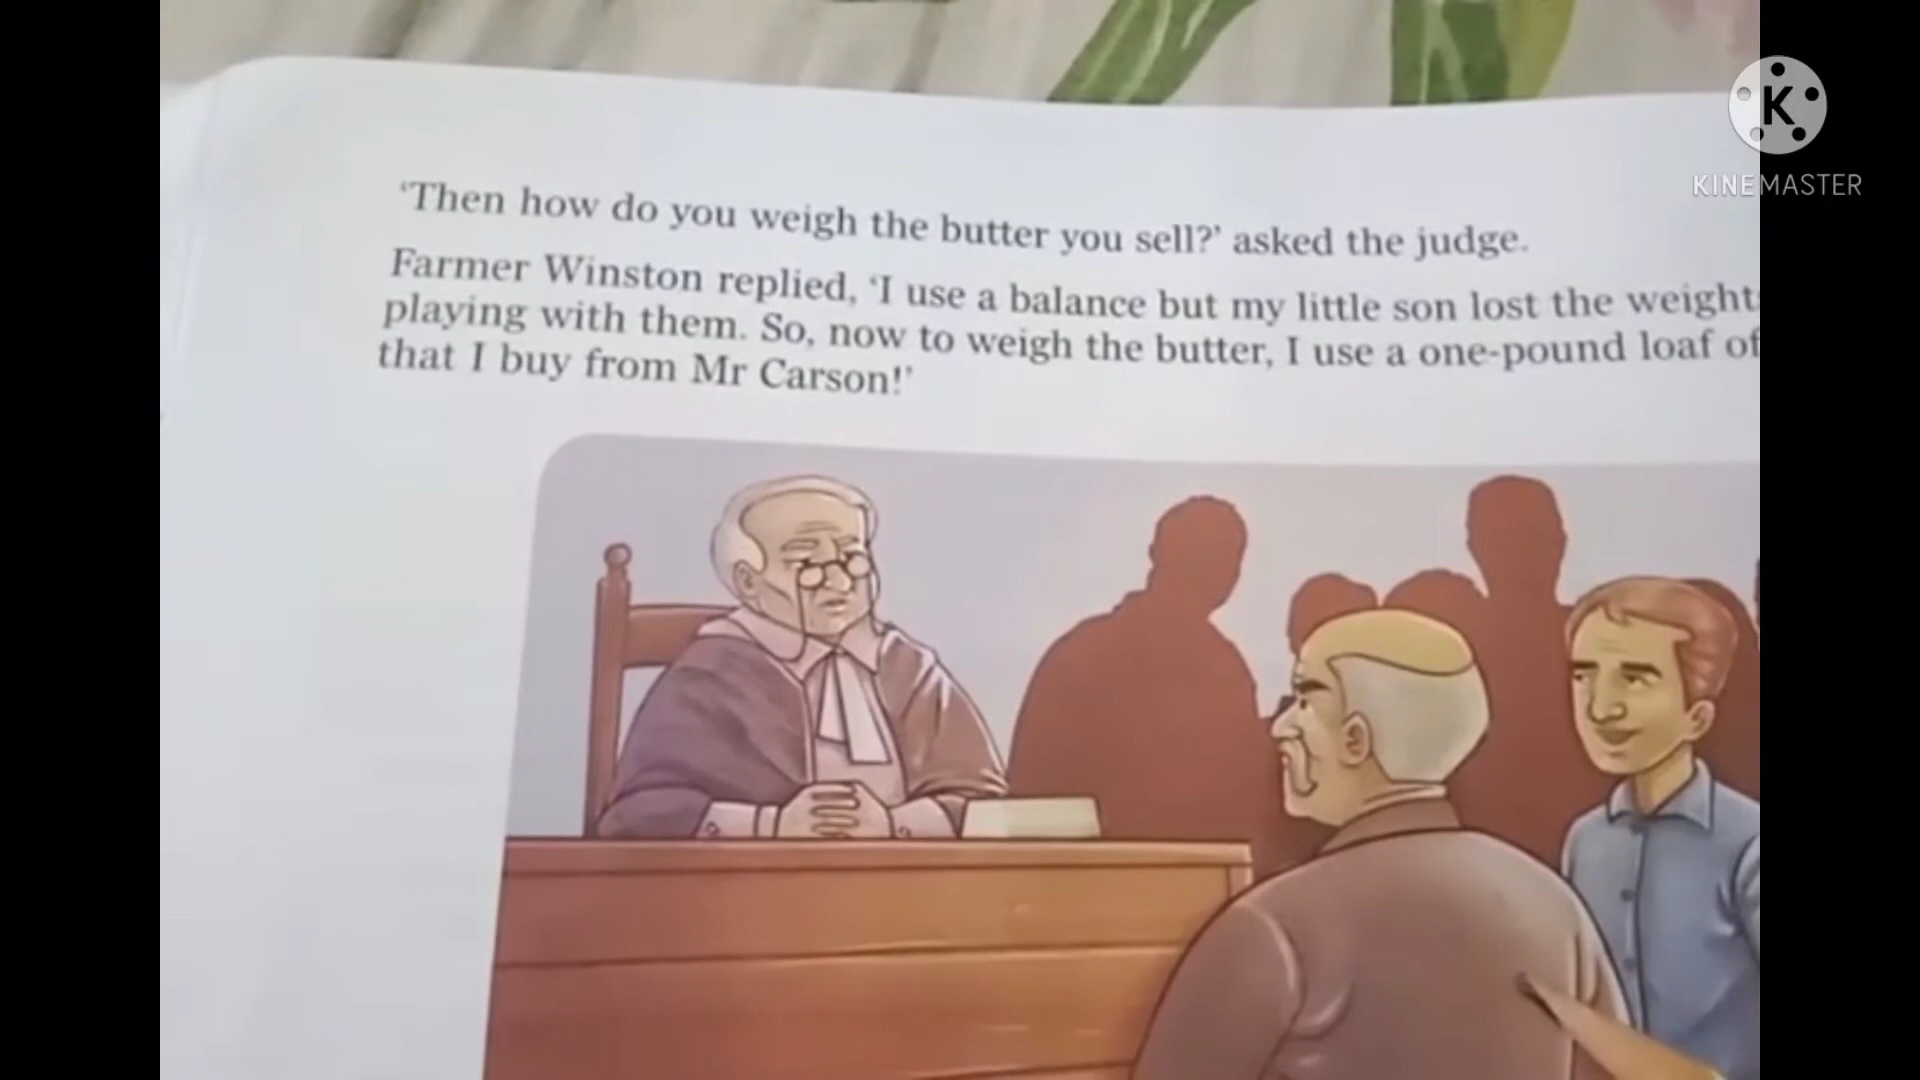 ‘Then how do you weigh the butter you sell?’ asked the judge.
Farmer Winston replied, ‘I use a balance but my little son lost the weight
playing with them. So, now to weigh the butter, I use a one-pound loaf of
that I buy from Mr Carson!’
K
KINEMASTER